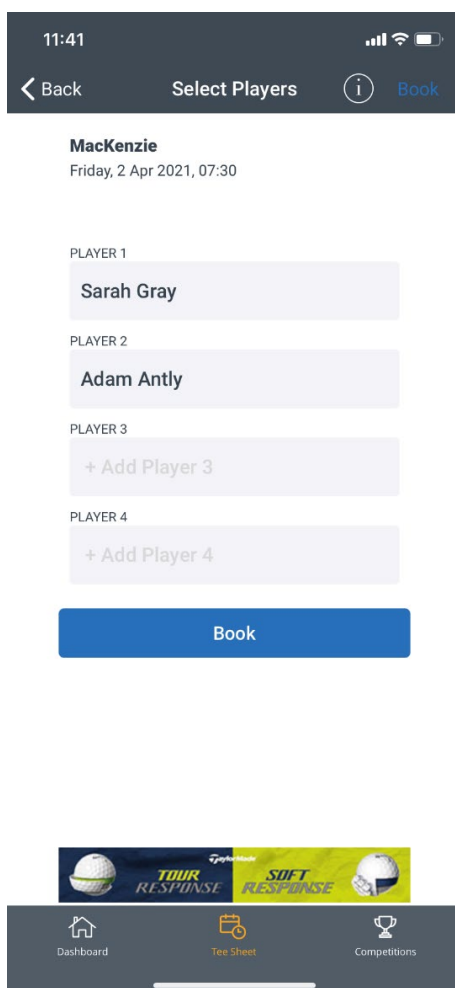 11:41
Back Select Players i Book
MacKenzie
Friday, 2 Apr 2021, 07:30
PLAYER 1
Sarah Gray
PLAYER 2
Adam Antly
PLAYER 3
+ Add Player 3
PLAYER 4
+ Add Player 4
Book
TaylorMade
TOUR RESPONSE
SOFT RESPONSE
Dashboard Tee Sheet Competitions